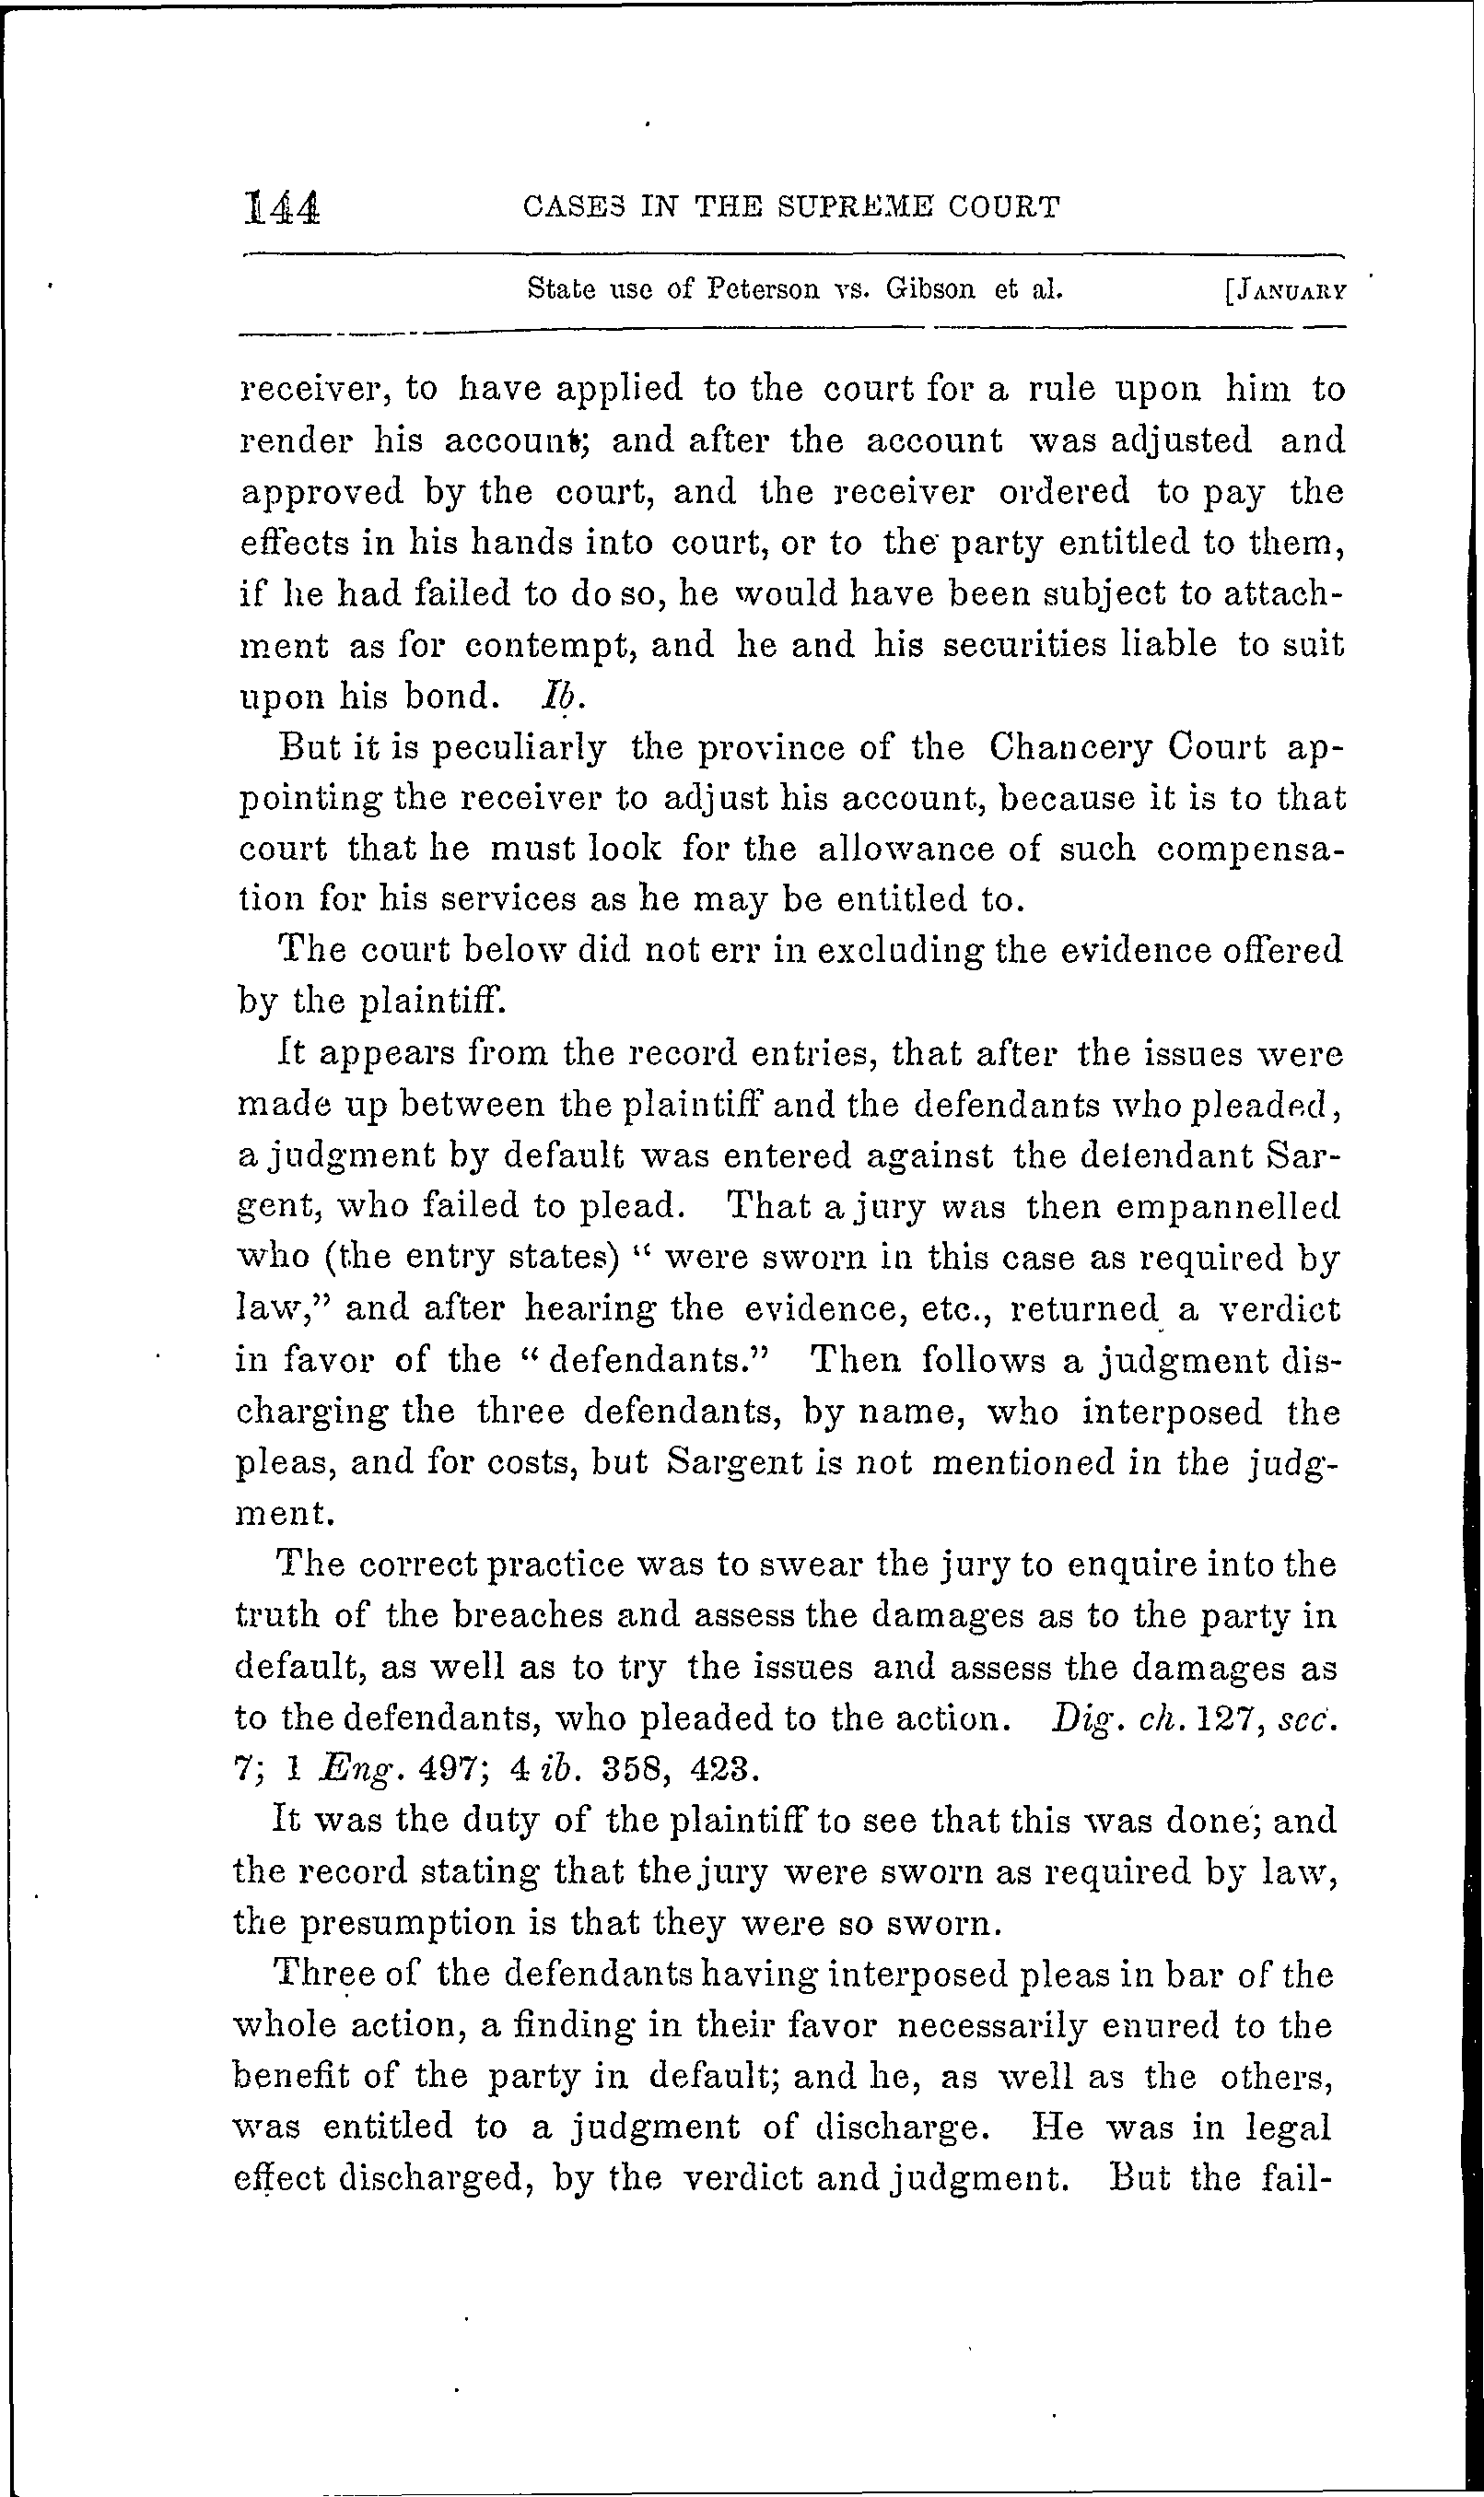 144 CASES IN THE SUPREME COURT
State use of Peterson vs. Gibson et al. [JANUARY
receiver, to have applied to the court for a rule upon him to
render his account; and after the account was adjusted and
approved by the court, and the receiver ordered to pay the
effects in his hands into court, or to the party entitled to them,
if he had failed to do so, he would have been subject to attach-
ment as for contempt, and he and his securities liable to suit
upon his bond. Ib.
But it is peculiarly the province of the Chancery Court ap-
pointing the receiver to adjust his account, because it is to that
court that he must look for the allowance of such compensa-
tion for his services as he may be entitled to.
The court below did not err in excluding the evidence offered
by the plaintiff.
It appears from the record entries, that after the issues were
made up between the plaintiff and the defendants who pleaded,
a judgment by default was entered against the defendant Sar-
gent, who failed to plead. That a jury was then empannelled
who (the entry states) " were sworn in this case as required by
law," and after hearing the evidence, etc., returned a verdict
in favor of the " defendants." Then follows a judgment dis-
charging the three defendants, by name, who interposed the
pleas, and for costs, but Sargent is not mentioned in the judg-
ment.
The correct practice was to swear the jury to enquire into the
truth of the breaches and assess the damages as to the party in
default, as well as to try the issues and assess the damages as
to the defendants, who pleaded to the action. Dig. ch. 127, sec.
7; 1 Eng. 497; 4 ib. 358, 423.
It was the duty of the plaintiff to see that this was done; and
the record stating that the jury were sworn as required by law,
the presumption is that they were so sworn.
Three of the defendants having interposed pleas in bar of the
whole action, a finding in their favor necessarily enured to the
benefit of the party in default; and he, as well as the others,
was entitled to a judgment of discharge. He was in legal
effect discharged, by the verdict and judgment. But the fail-